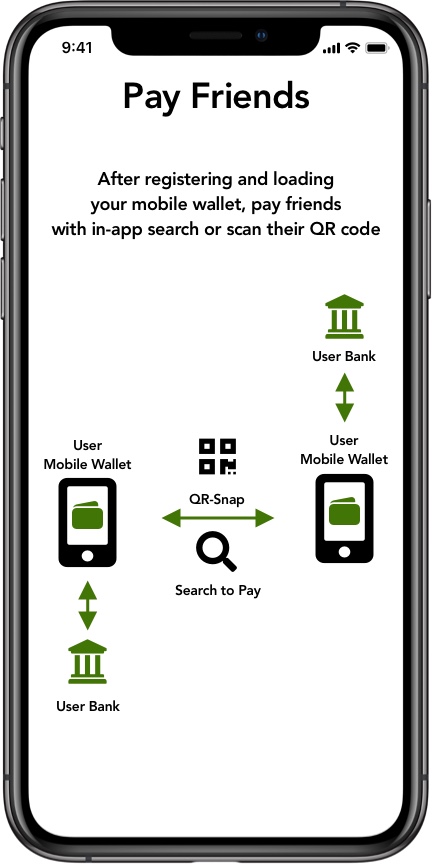 9:41
Pay Friends
After registering and loading
your mobile wallet, pay friends
with in-app search or scan their QR code
User Bank
User
Mobile Wallet
User
Mobile Wallet
QR-Snap
Search to Pay
User Bank